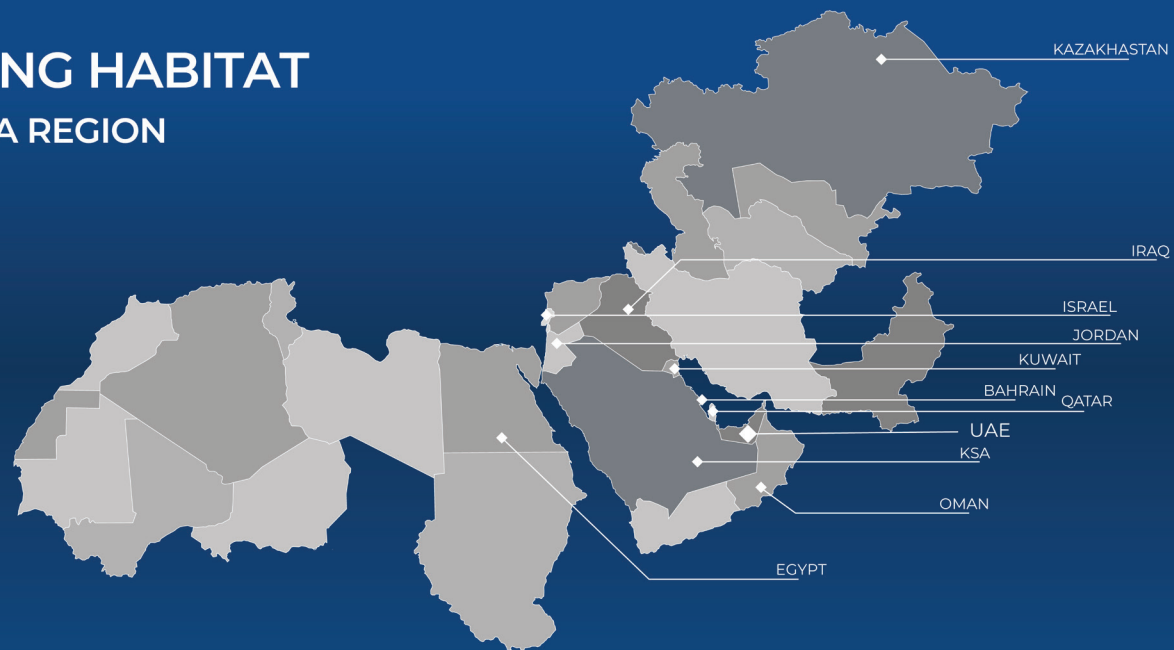 NG HABITAT
A REGION
KAZAKHASTAN
IRAQ
ISRAEL
JORDAN
KUWAIT
BAHRAIN
QATAR
UAE
KSA
OMAN
EGYPT